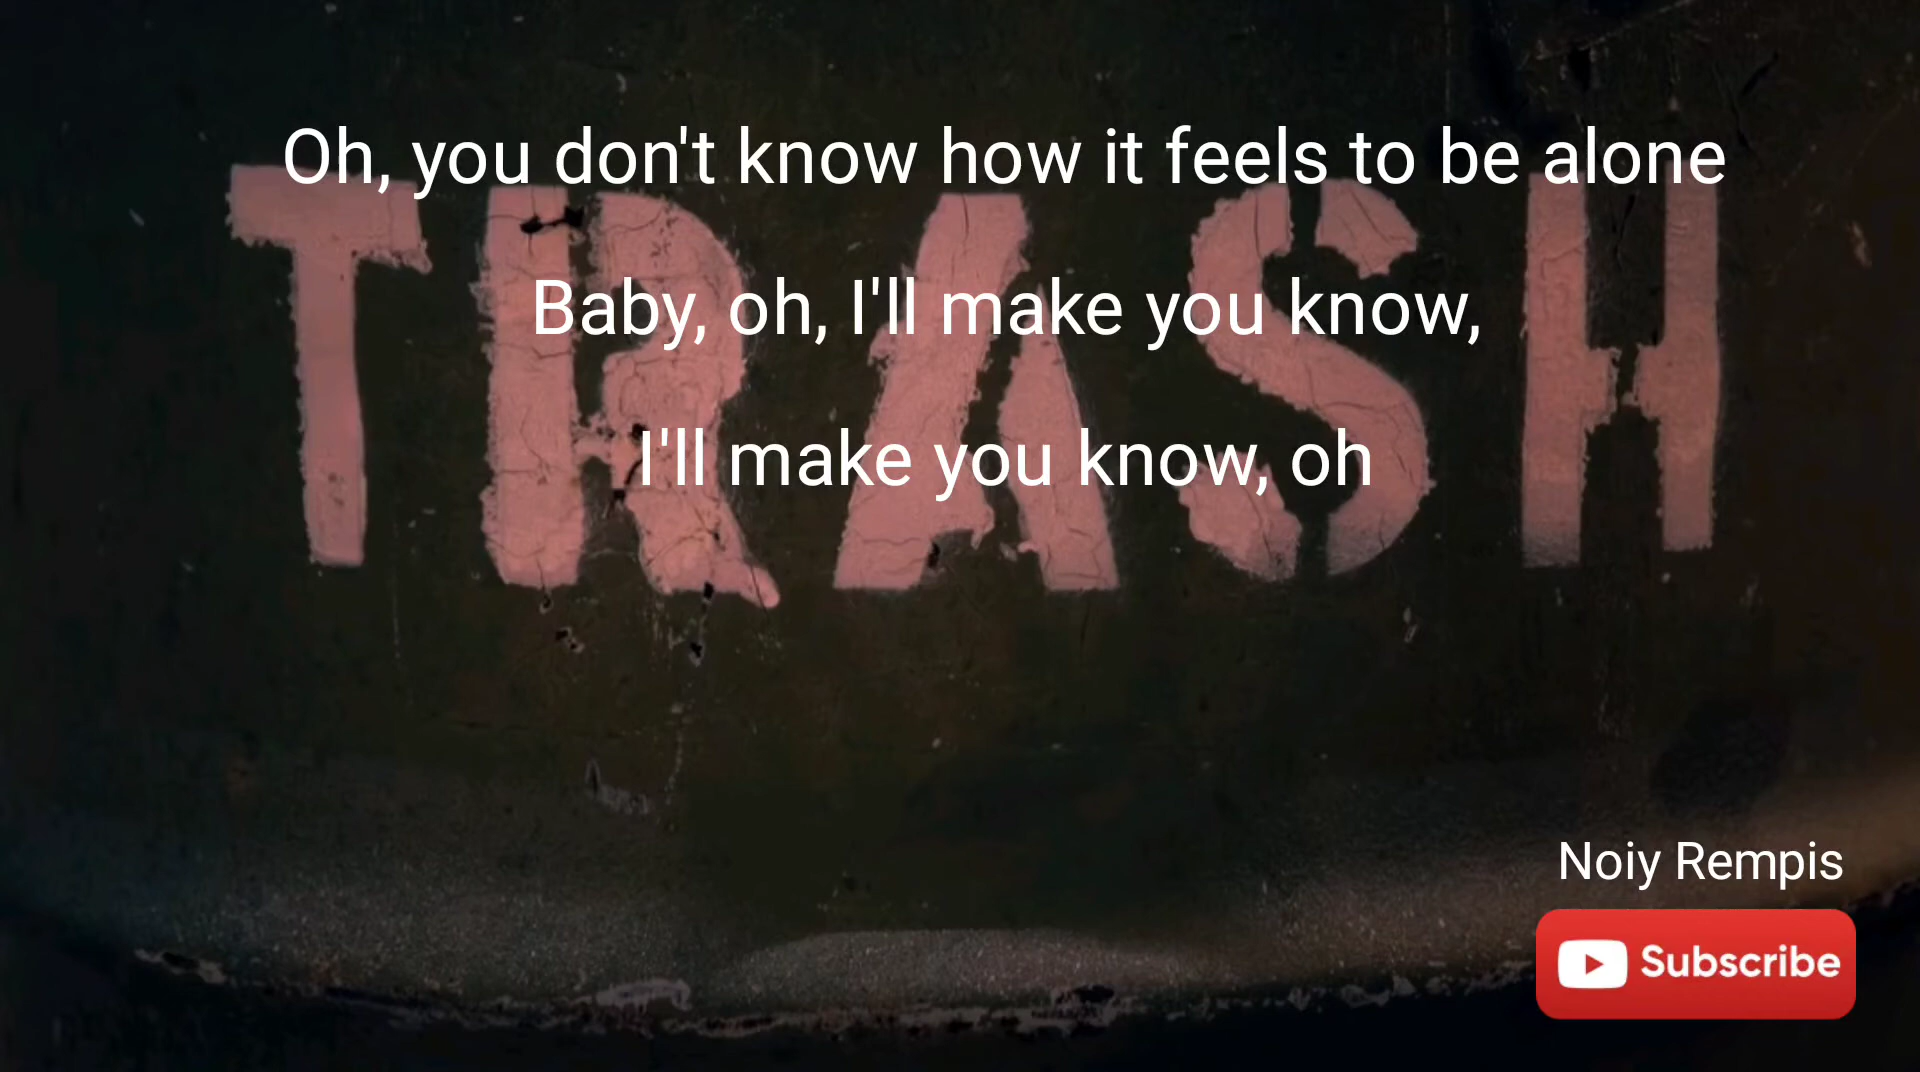 Oh, you don't know how it feels to be alone
TRASH
Baby, oh, I'll make you know,
I'll make you know, oh
Noiy Rempis
Subscribe